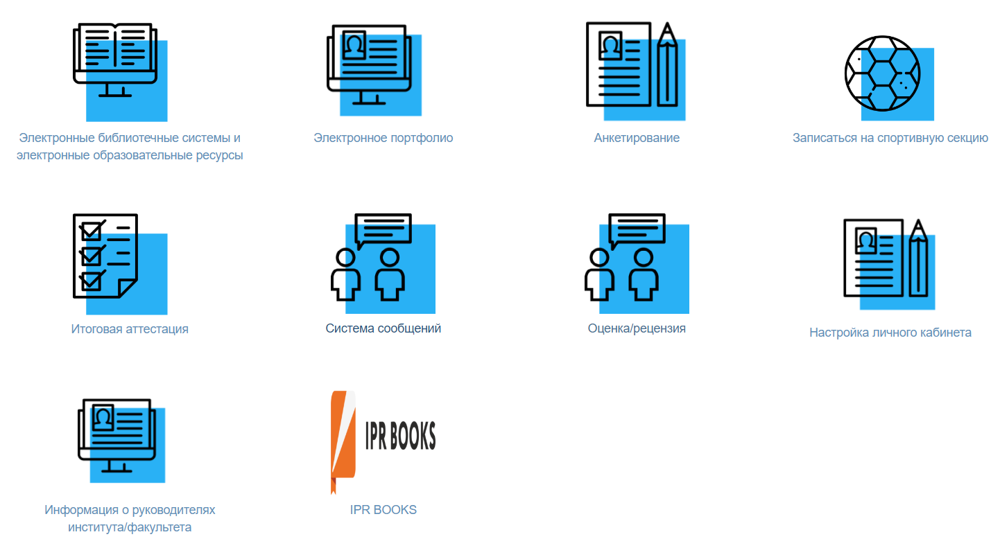 Электронные библиотечные системы и
электронные образовательные ресурсы
Электронное портфолио
Анкетирование
Записаться на спортивную секцию
Итоговая аттестация
Система сообщений
Оценка/рецензия
Настройка личного кабинета
IPR BOOKS
Информация о руководителях
института/факультета
IPR BOOKS